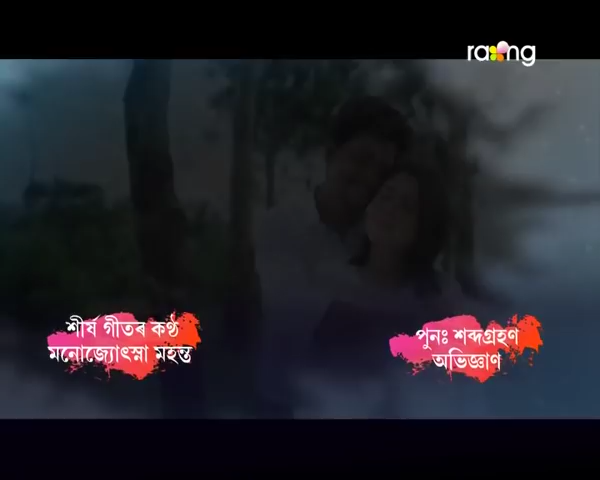 rang
শীৰ্ষ গীতৰ কণ্ঠ
মনোজ্যোৎস্না মহন্ত
পুনঃ শব্দগ্ৰহণ
অভিজ্ঞাণ